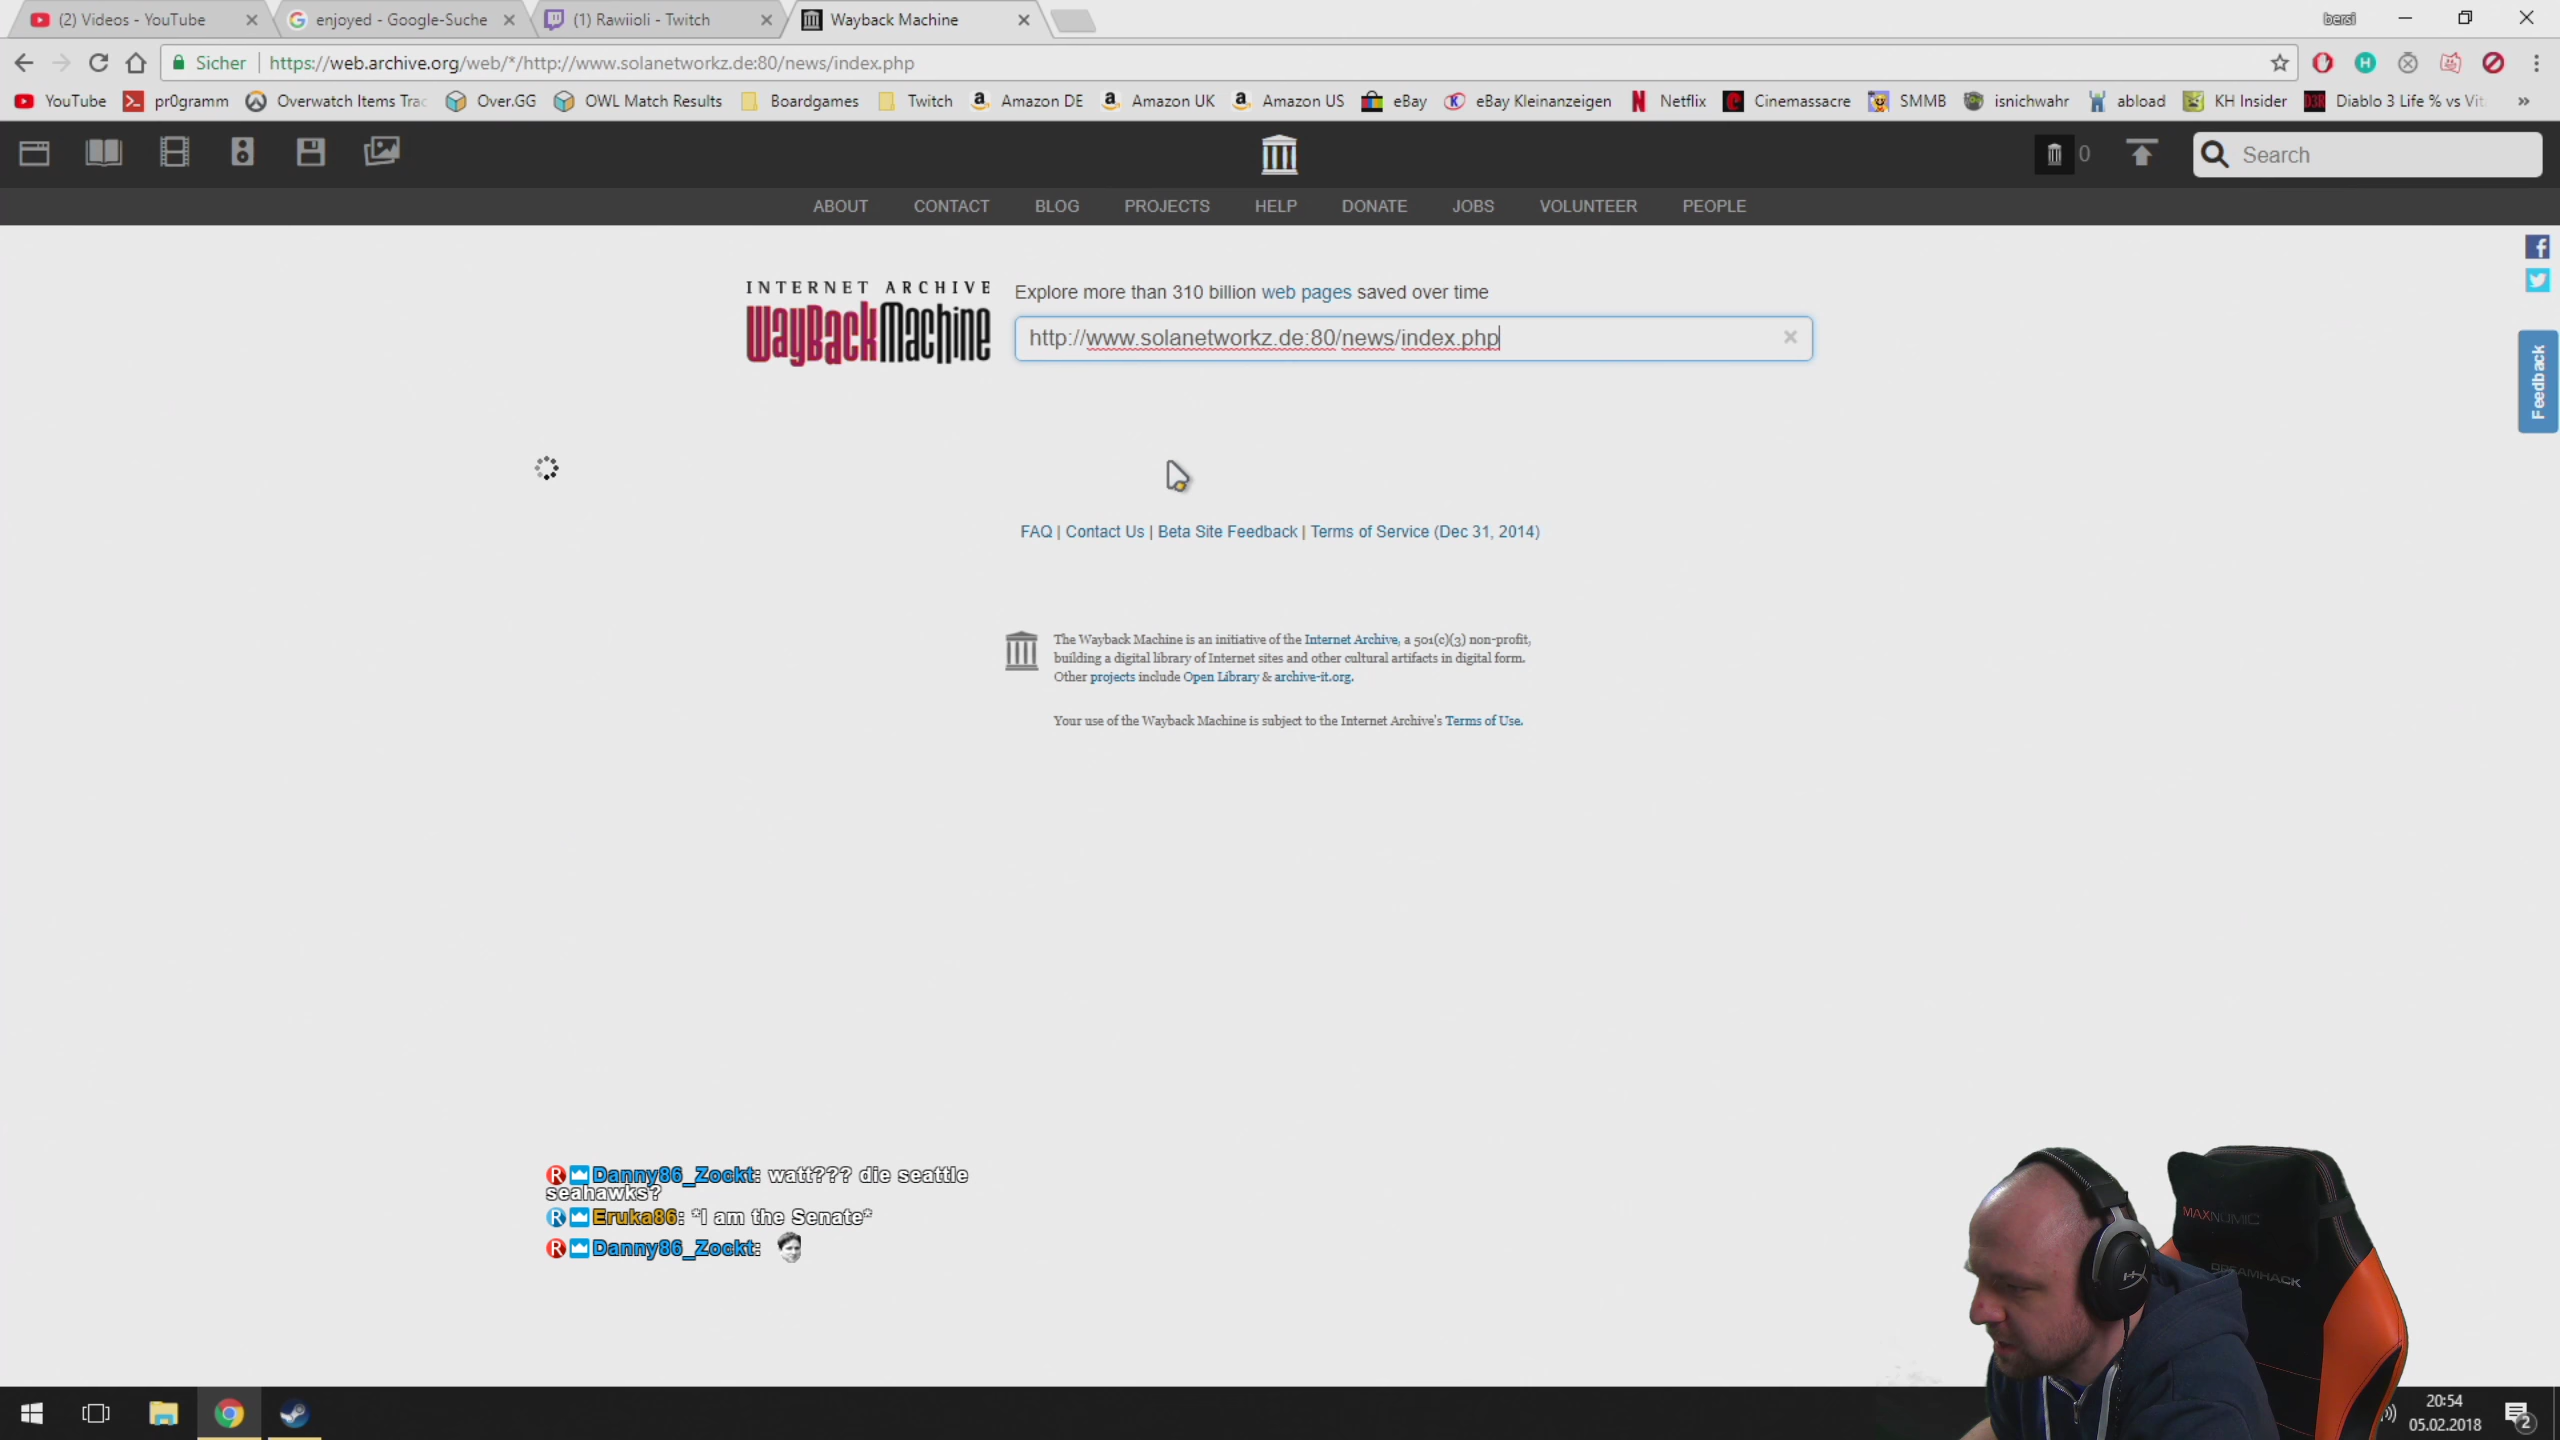 (2) Videos - YouTube
enjoyed - Google-Suche
(1) Rawiioli - Twitch
Wayback Machine
bersi
Sicher
https://web.archive.org/web/*/http://www.solanetworkz.de:80/news/index.php
YouTube
pr0gramm
Overwatch Items Trac
Over.GG
OWL Match Results
Boardgames
Twitch
Amazon DE
Amazon UK
Amazon US
eBay
eBay Kleinanzeigen
Netflix
Cinemassacre
SMMB
isnichwahr
abload
KH Insider
Diablo 3 Life % vs Vit
»
0
Search
ABOUT
CONTACT
BLOG
PROJECTS
HELP
DONATE
JOBS
VOLUNTEER
PEOPLE
INTERNET ARCHIVE
WayBackMachine
Explore more than 310 billion web pages saved over time
http://www.solanetworkz.de:80/news/index.php
Feedback
FAQ | Contact Us | Beta Site Feedback | Terms of Service (Dec 31, 2014)
The Wayback Machine is an initiative of the Internet Archive, a 501(c)(3) non-profit,
building a digital library of Internet sites and other cultural artifacts in digital form.
Other projects include Open Library & archive-it.org.
Your use of the Wayback Machine is subject to the Internet Archive's Terms of Use.
Danny86_Zockt: watt??? die seattle
seahawks?
Eruka86: *I am the Senate*
Danny86_Zockt:
MAXNOMIC
DREAMHACK
20:54
05.02.2018
2